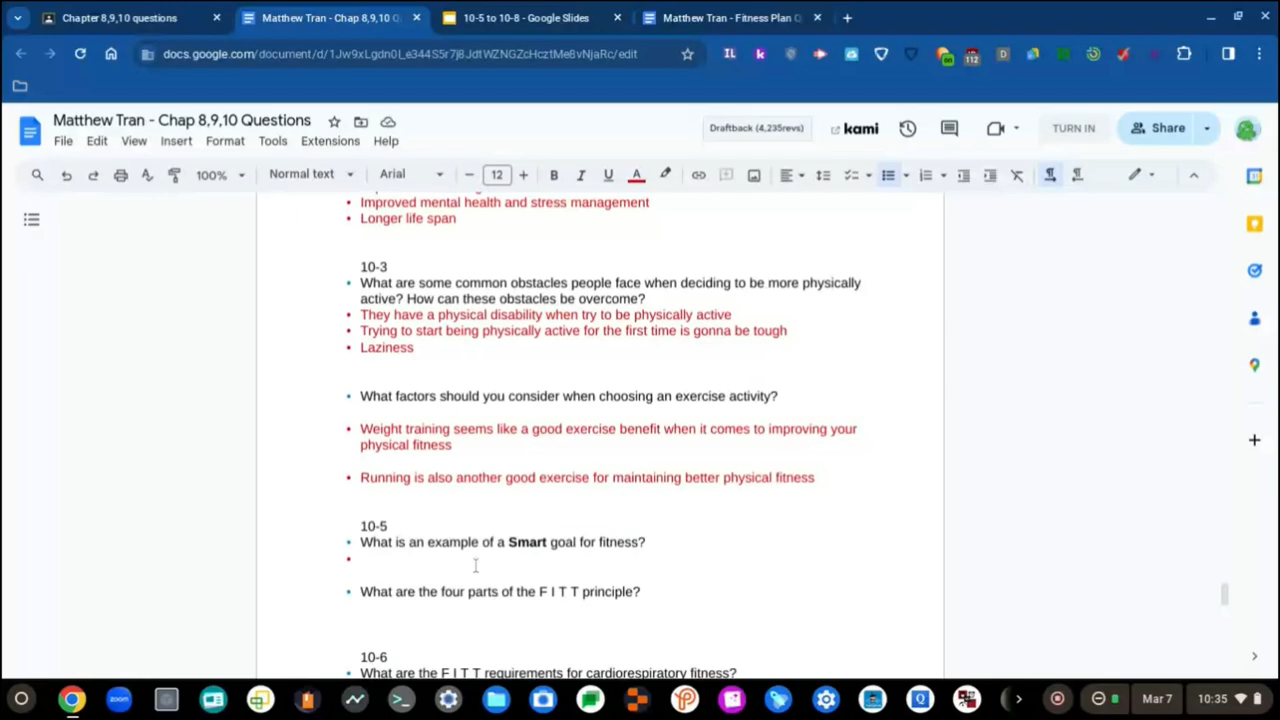 Chapter 8,9,10 questions
Matthew Tran - Chap 8,9,10 Q
10-5 to 10-8 - Google Slides
Matthew Tran - Fitness Plan Q
docs.google.com/document/d/1Jw9xLgdn0I_e344S5r7j8JdtWZNGZcHcztMe8vNjaRc/edit
Matthew Tran - Chap 8,9,10 Questions
File Edit View Insert Format Tools Extensions Help
Draftback (4,235revs)
kami
TURN IN
Share
100% Normal text Arial 12
Improved mental health and stress management
Longer life span
10-3
What are some common obstacles people face when deciding to be more physically
active? How can these obstacles be overcome?
They have a physical disability when try to be physically active
Trying to start being physically active for the first time is gonna be tough
Laziness
What factors should you consider when choosing an exercise activity?
Weight training seems like a good exercise benefit when it comes to improving your
physical fitness
Running is also another good exercise for maintaining better physical fitness
10-5
What is an example of a Smart goal for fitness?
What are the four parts of the F I T T principle?
10-6
What are the F I T T requirements for cardiorespiratory fitness?
zoom
Mar 7
10:35